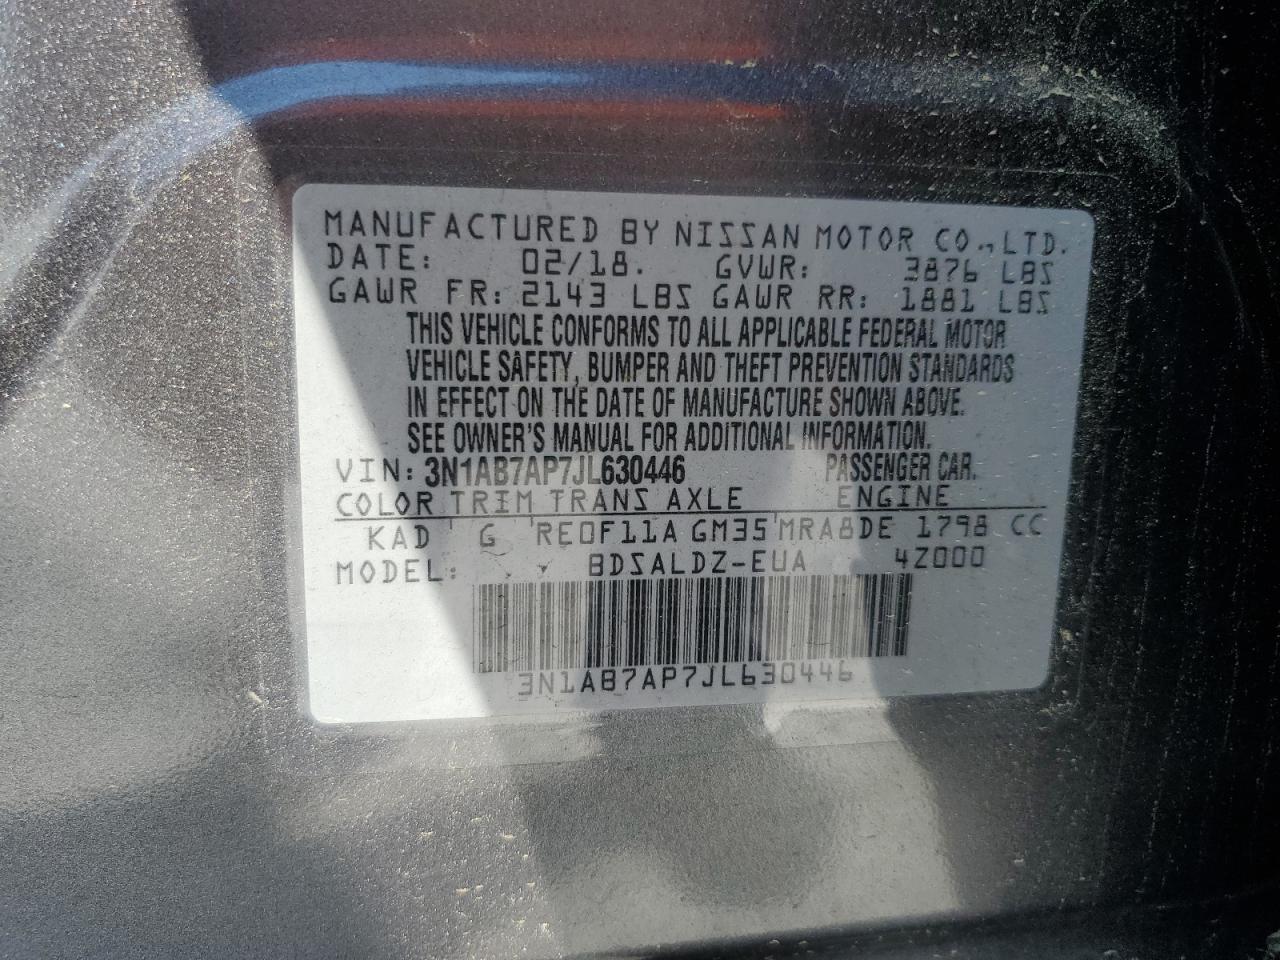 MANUFACTURED BY NISSAN MOTOR CO., LTD.
DATE: 02/18. GVWR: 3876 LBS
GAWR FR: 2143 LBS GAWR RR: 1881 LBS
THIS VEHICLE CONFORMS TO ALL APPLICABLE FEDERAL MOTOR
VEHICLE SAFETY, BUMPER AND THEFT PREVENTION STANDARDS
IN EFFECT ON THE DATE OF MANUFACTURE SHOWN ABOVE.
SEE OWNER'S MANUAL FOR ADDITIONAL INFORMATION.
VIN: 3N1AB7AP7JL630446 PASSENGER CAR.
COLOR TRIM TRANS AXLE ENGINE
KAD G RE0F11A GM35 MRA8DE 1798 CC
MODEL: BDSALDZ-EUA 4Z000
3N1AB7AP7JL630446